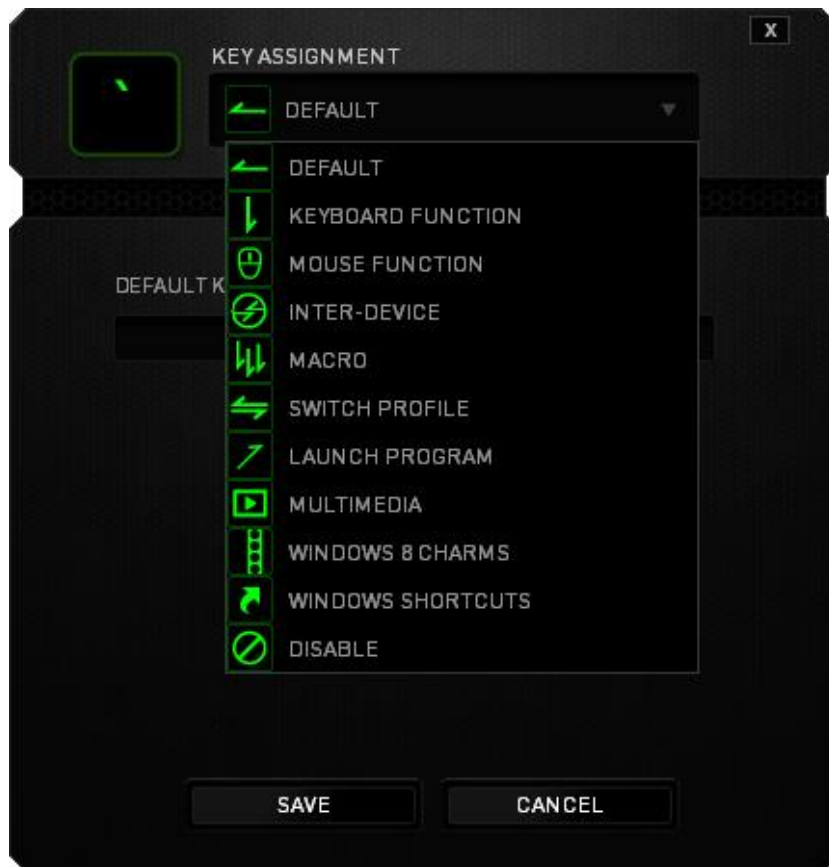 X
KEY ASSIGNMENT
`
DEFAULT
DEFAULT
KEYBOARD FUNCTION
MOUSE FUNCTION
DEFAULT K
INTER-DEVICE
MACRO
SWITCH PROFILE
LAUNCH PROGRAM
MULTIMEDIA
WINDOWS 8 CHARMS
WINDOWS SHORTCUTS
DISABLE
SAVE
CANCEL